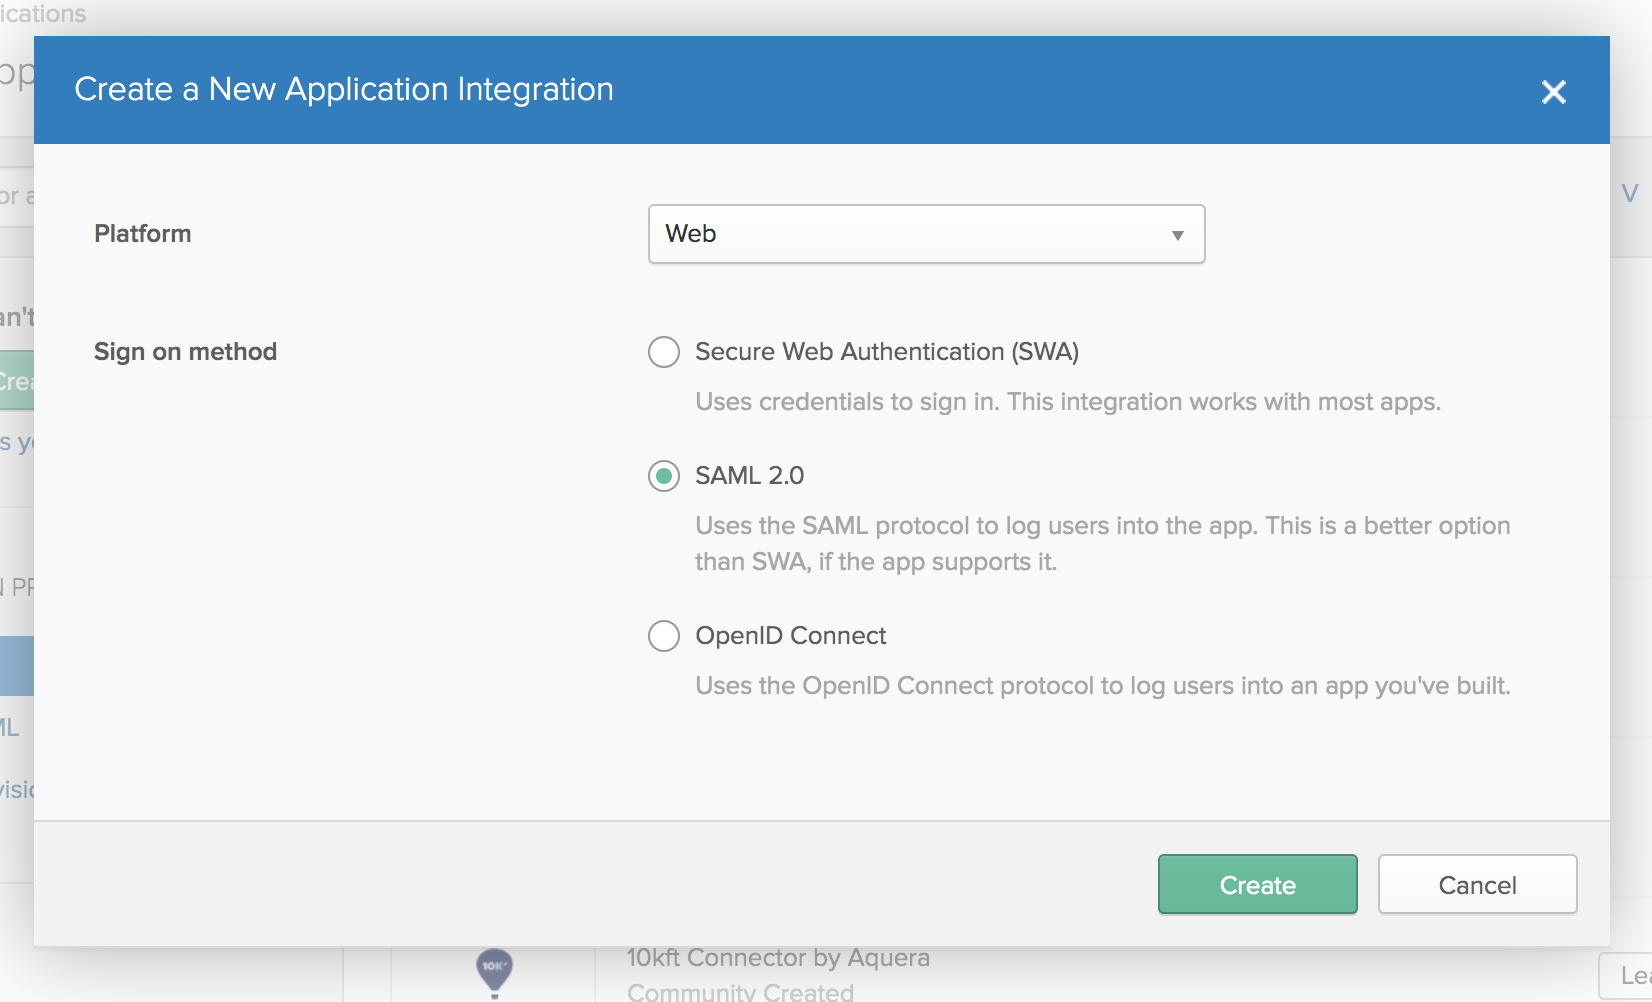 ications
Create a New Application Integration
Platform
Web
Sign on method
Secure Web Authentication (SWA)
Uses credentials to sign in. This integration works with most apps.
SAML 2.0
Uses the SAML protocol to log users into the app. This is a better option
than SWA, if the app supports it.
OpenID Connect
Uses the OpenID Connect protocol to log users into an app you've built.
Create
Cancel
10kft Connector by Aquera
Community Created